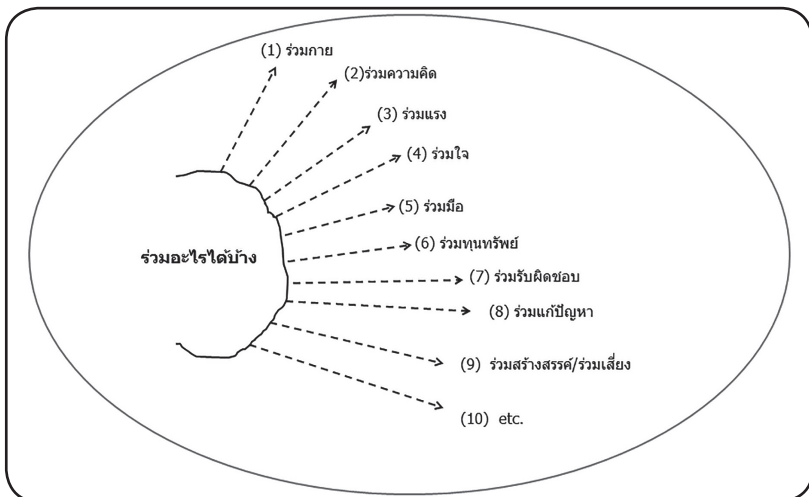 (1) ร่วมกาย
(2)ร่วมความคิด
(3) ร่วมแรง
(4) ร่วมใจ
(5) ร่วมมือ
(6) ร่วมทุนทรัพย์
ร่วมอะไรได้บ้าง
(7) ร่วมรับผิดชอบ
(8) ร่วมแก้ปัญหา
(9) ร่วมสร้างสรรค์/ร่วมเสี่ยง
(10) etc.